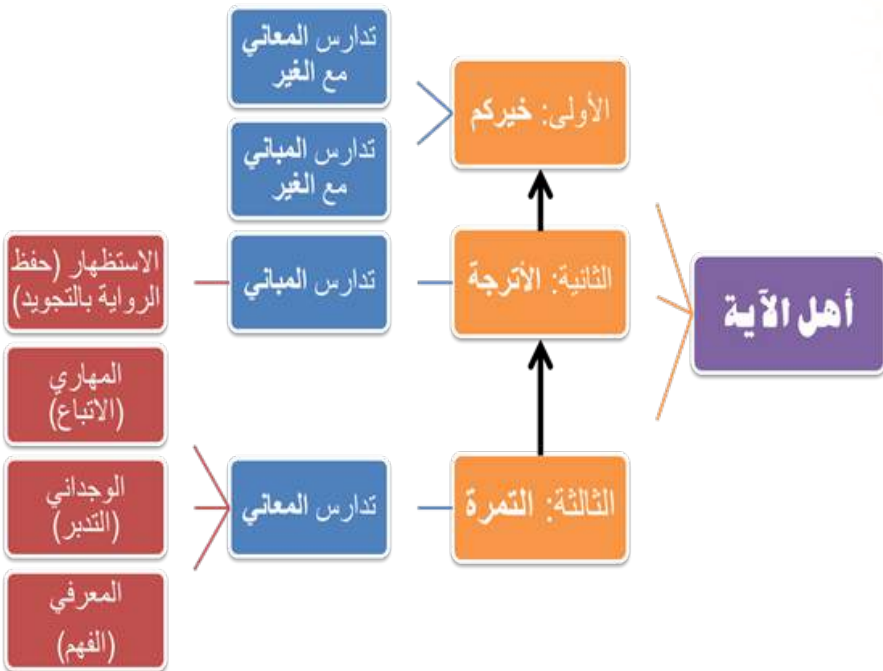 أهل الآية
الأولى: خيركم
تدارس المعاني
مع الغير
تدارس المباني
مع الغير
الثانية: الأترجة
تدارس المباني
الاستظهار (حفظ
الرواية بالتجويد)
الثالثة: التمرة
تدارس المعاني
المهاري
(الاتباع)
الوجداني
(التدبر)
المعرفي
(الفهم)